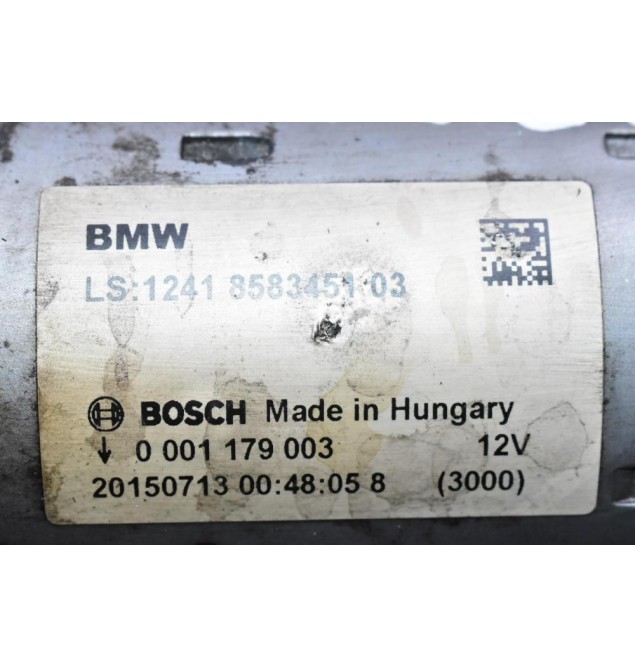 BMW
LS:1241 8583451 03
BOSCH Made in Hungary
↓ 0 001 179 003 12V
20150713 00:48:05 8 (3000)